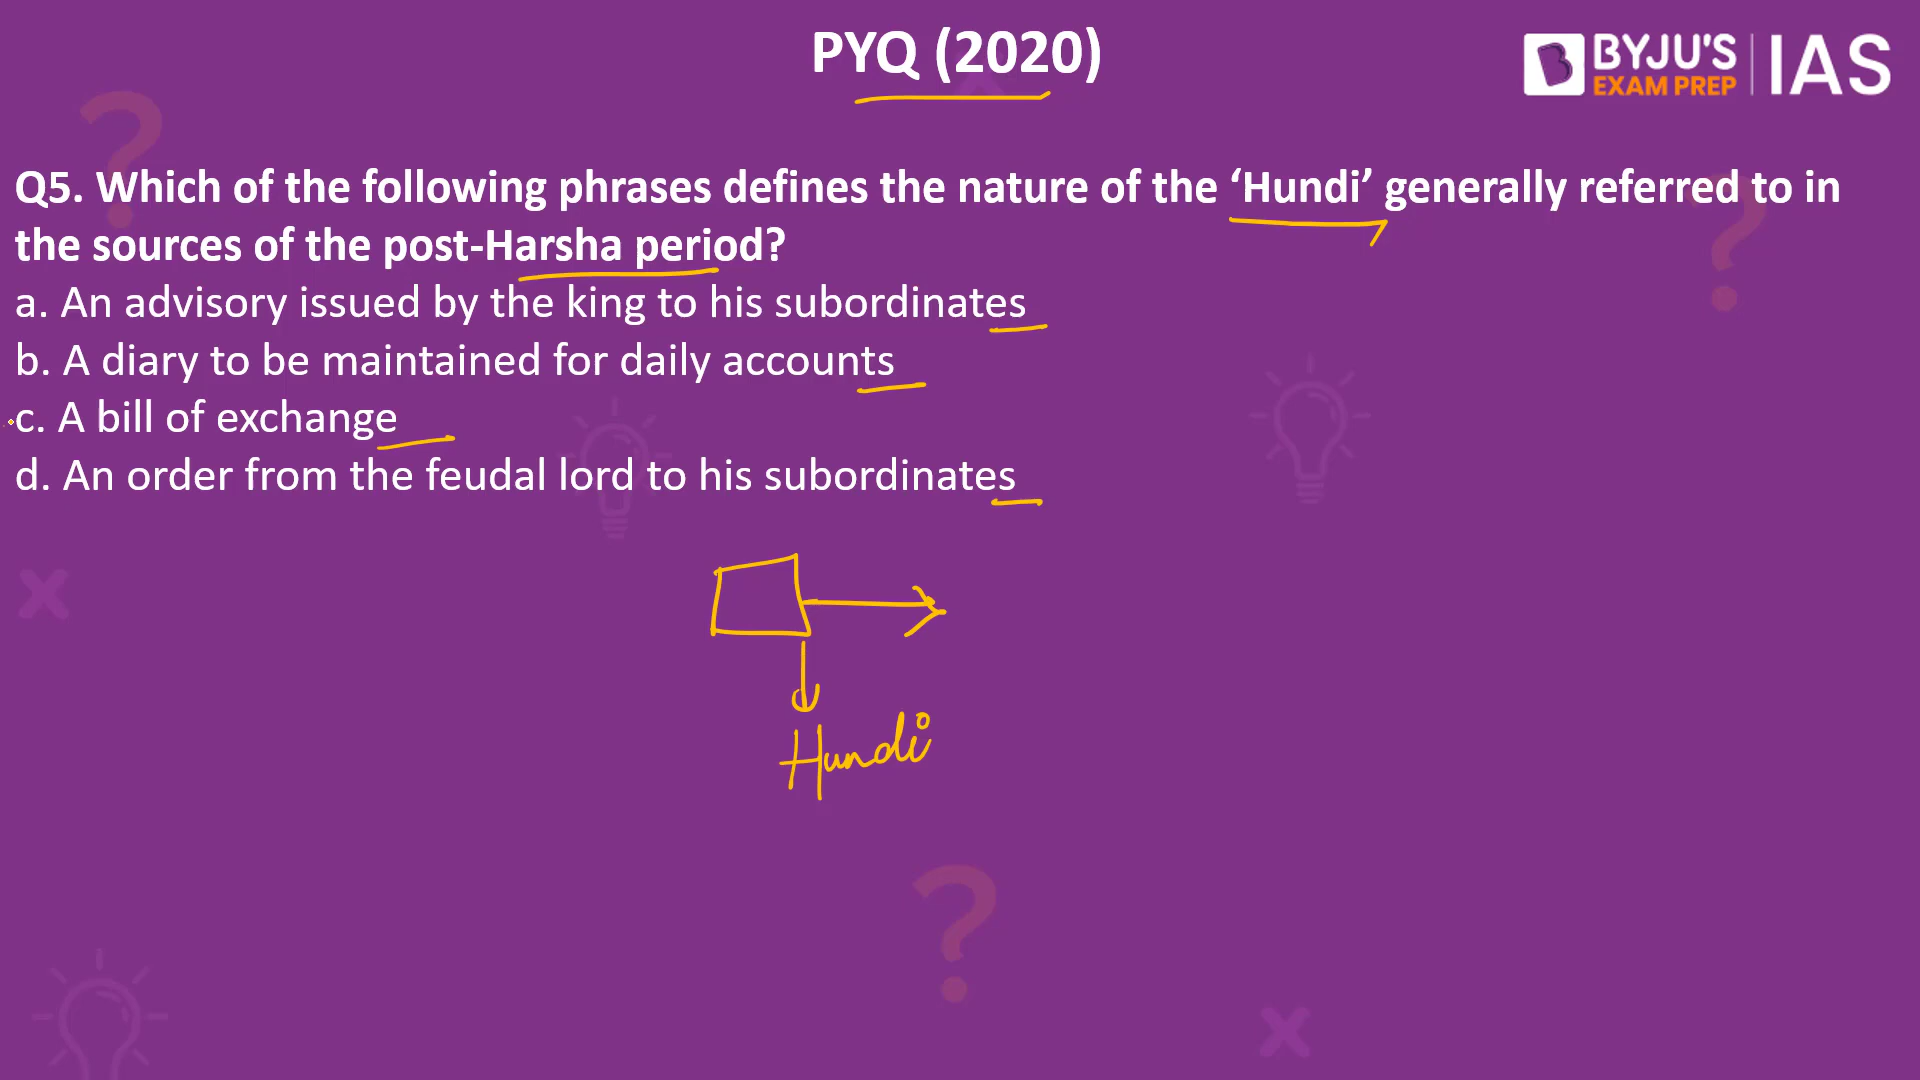 PYQ (2020)
BYJU'S
EXAM PREP
IAS
Q5. Which of the following phrases defines the nature of the ‘Hundi’ generally referred to in
the sources of the post-Harsha period?
a. An advisory issued by the king to his subordinates
b. A diary to be maintained for daily accounts
c. A bill of exchange
d. An order from the feudal lord to his subordinates
Hundi